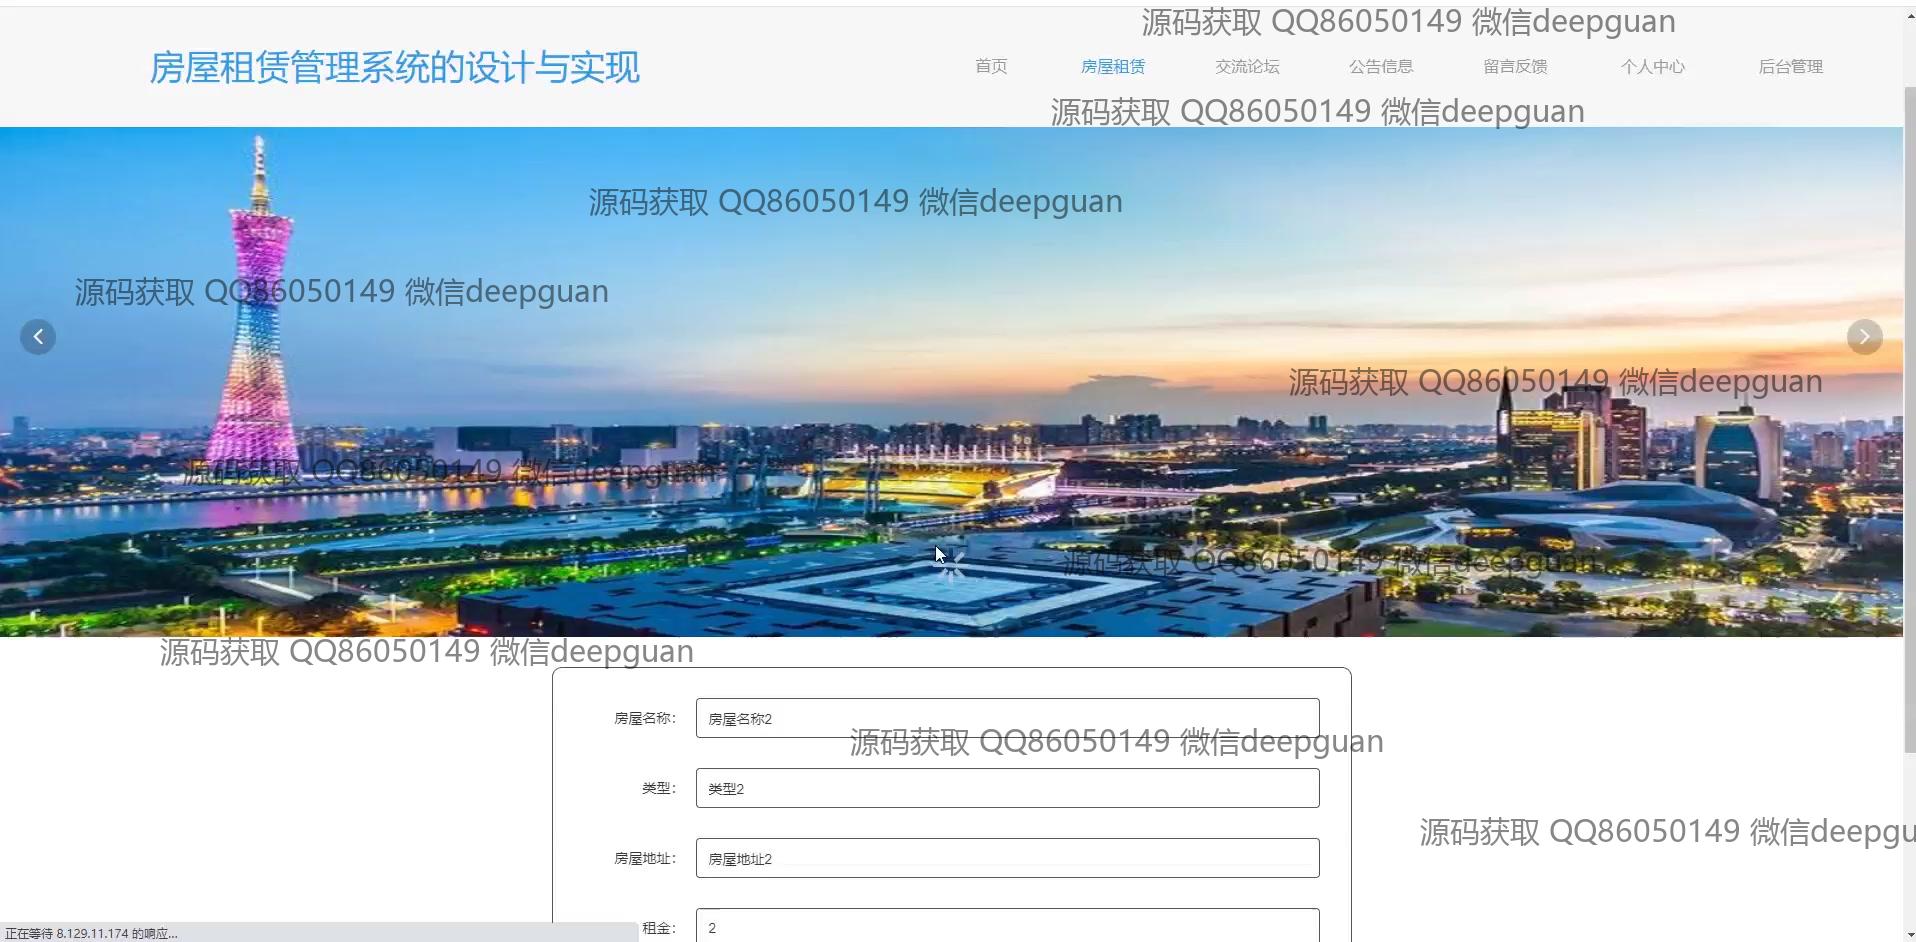 源码获取 QQ86050149 微信deepguan
房屋租赁管理系统的设计与实现
首页 房屋租赁 交流论坛 公告信息 留言反馈 个人中心 后台管理
源码获取 QQ86050149 微信deepguan
源码获取 QQ86050149 微信deepguan
源码获取 QQ86050149 微信deepguan
源码获取 QQ86050149 微信deepguan
源码获取 QQ86050149 微信deepguan
源码获取 QQ86050149 微信deepguan
源码获取 QQ86050149 微信deepguan
房屋名称： 房屋名称2
源码获取 QQ86050149 微信deepguan
类型： 类型2
源码获取 QQ86050149 微信deepgu
房屋地址： 房屋地址2
租金： 2
正在等待 8.129.11.174 的响应...